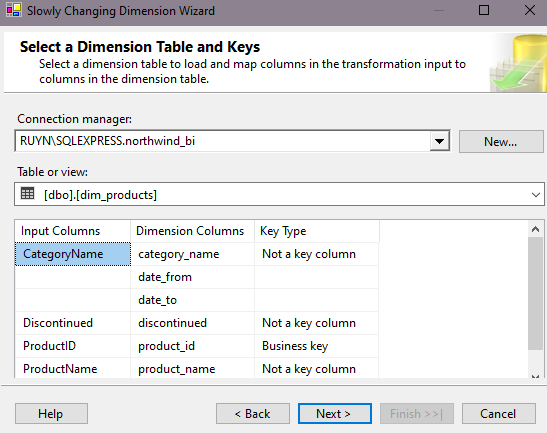 Slowly Changing Dimension Wizard
Select a Dimension Table and Keys
Select a dimension table to load and map columns in the transformation input to
columns in the dimension table.
Connection manager:
RUYN\SQLEXPRESS.northwind_bi
New...
Table or view:
[dbo].[dim_products]
Input Columns Dimension Columns Key Type
CategoryName category_name Not a key column
date_from
date_to
Discontinued discontinued Not a key column
ProductID product_id Business key
ProductName product_name Not a key column
Help < Back Next > Finish >>| Cancel